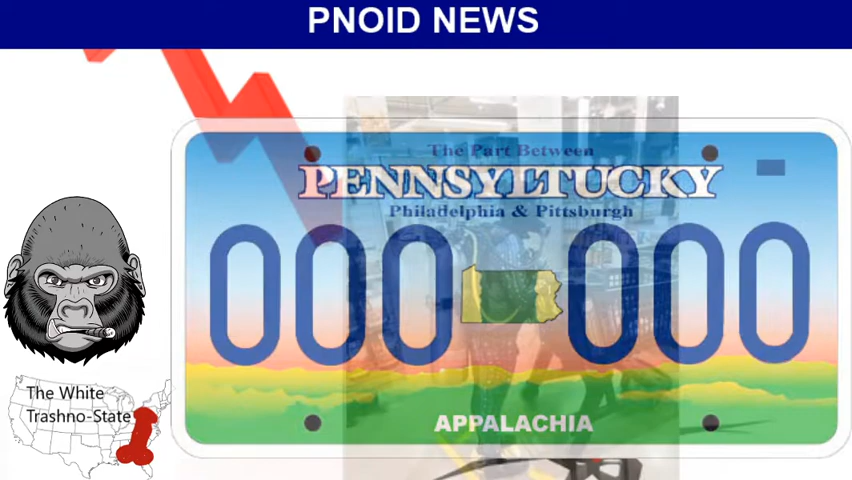 PNOID NEWS
The Part Between
PENNSYLTUCKY
Philadelphia & Pittsburgh
000 000
APPALACHIA
The White
Trashno-State